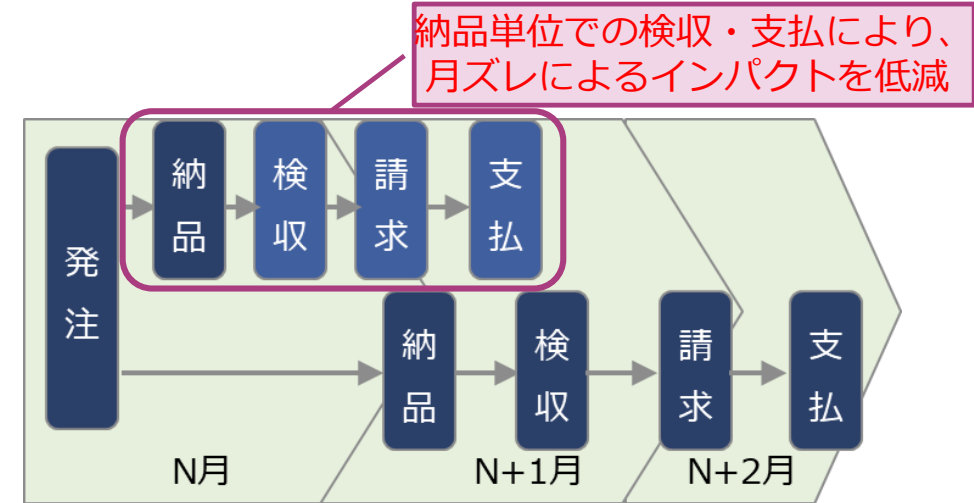 納品単位での検収・支払により、
月ズレによるインパクトを低減
発注
納品
検収
請求
支払
納品
検収
請求
支払
N月
N+1月
N+2月